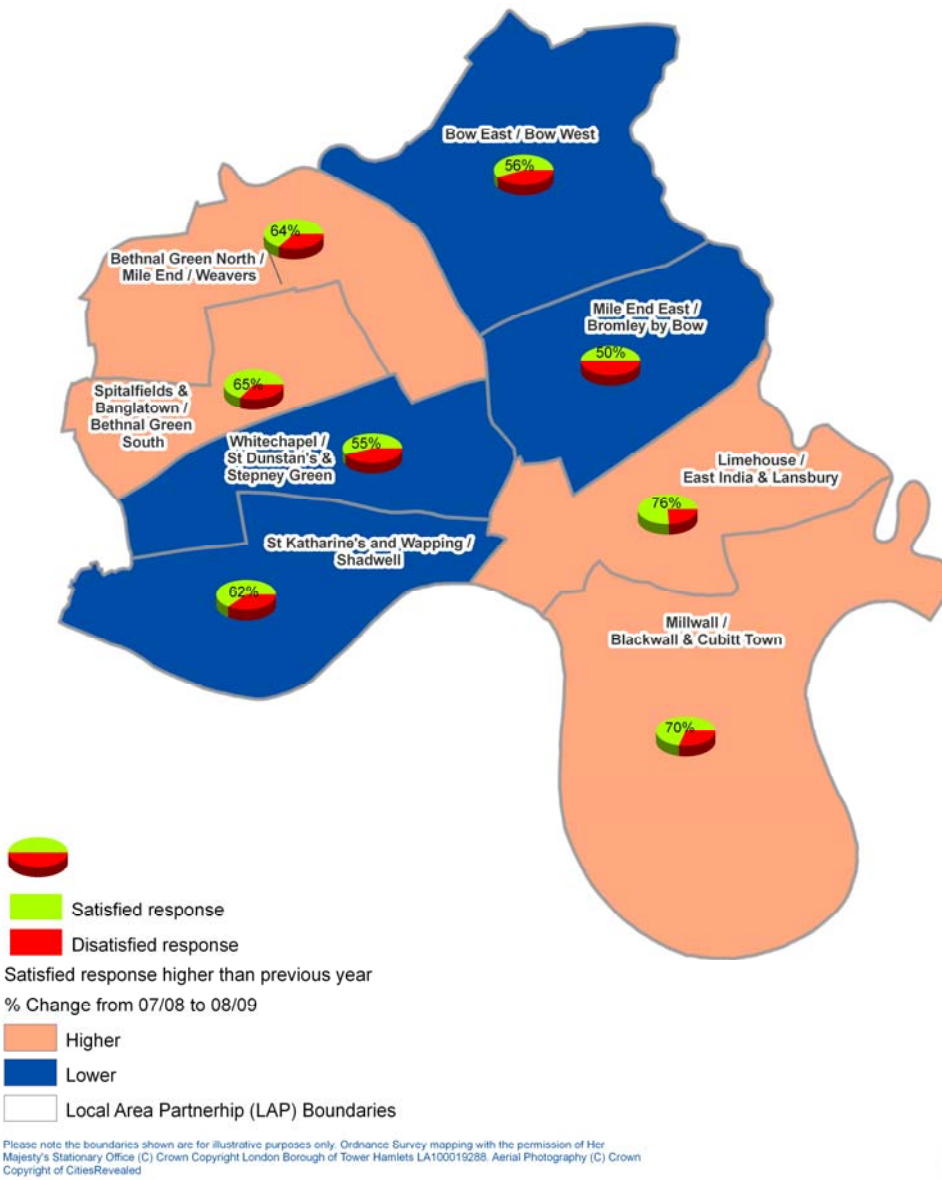 Bow East / Bow West
56%
64%
Bethnal Green North /
Mile End / Weavers
Mile End East /
Bromley by Bow
50%
65%
Spitalfields &
Banglatown /
Bethnal Green
South
55%
Whitechapel /
St Dunstan's &
Stepney Green
Limehouse /
East India & Lansbury
76%
St Katharine's and Wapping /
Shadwell
62%
Millwall /
Blackwall & Cubitt Town
70%
Satisfied response
Disatisfied response
Satisfied response higher than previous year
% Change from 07/08 to 08/09
Higher
Lower
Local Area Partnerhip (LAP) Boundaries
Please note the boundaries shown are for illustrative purposes only. Ordnance Survey mapping with the permission of Her
Majesty's Stationary Office (C) Crown Copyright London Borough of Tower Hamlets LA100019288. Aerial Photography (C) Crown
Copyright of CitiesRevealed